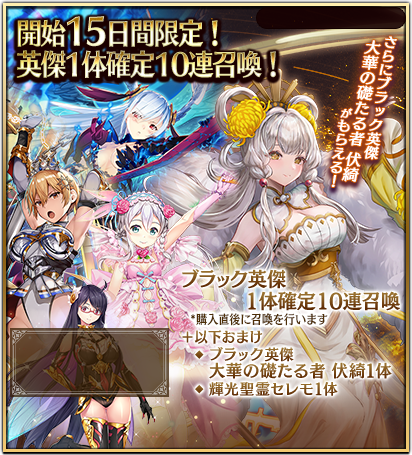 開始15日間限定！
英傑1体確定10連召喚！
さらにブラック英傑
大華の礎たる者 伏綺
がもらえる！
ブラック英傑
1体確定10連召喚
*購入直後に召喚を行います
＋以下おまけ
◆ ブラック英傑
大華の礎たる者 伏綺1体
◆ 輝光聖霊セレモ1体